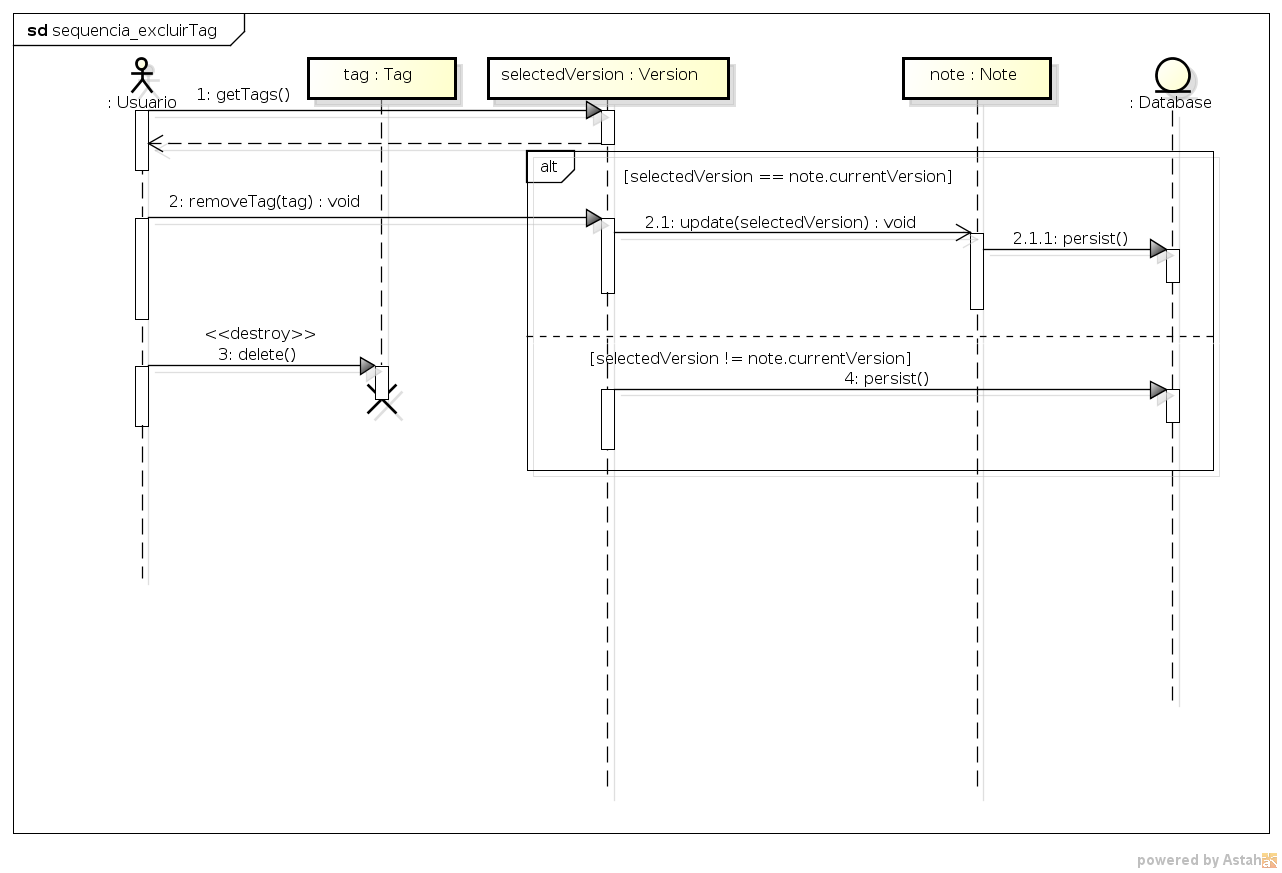 sd sequencia_excluirTag
tag : Tag
selectedVersion : Version
note : Note
: Usuario
: Database
1: getTags()
alt
[selectedVersion == note.currentVersion]
2: removeTag(tag) : void
2.1: update(selectedVersion) : void
2.1.1: persist()
<<destroy>>
3: delete()
[selectedVersion != note.currentVersion]
4: persist()
powered by Astah